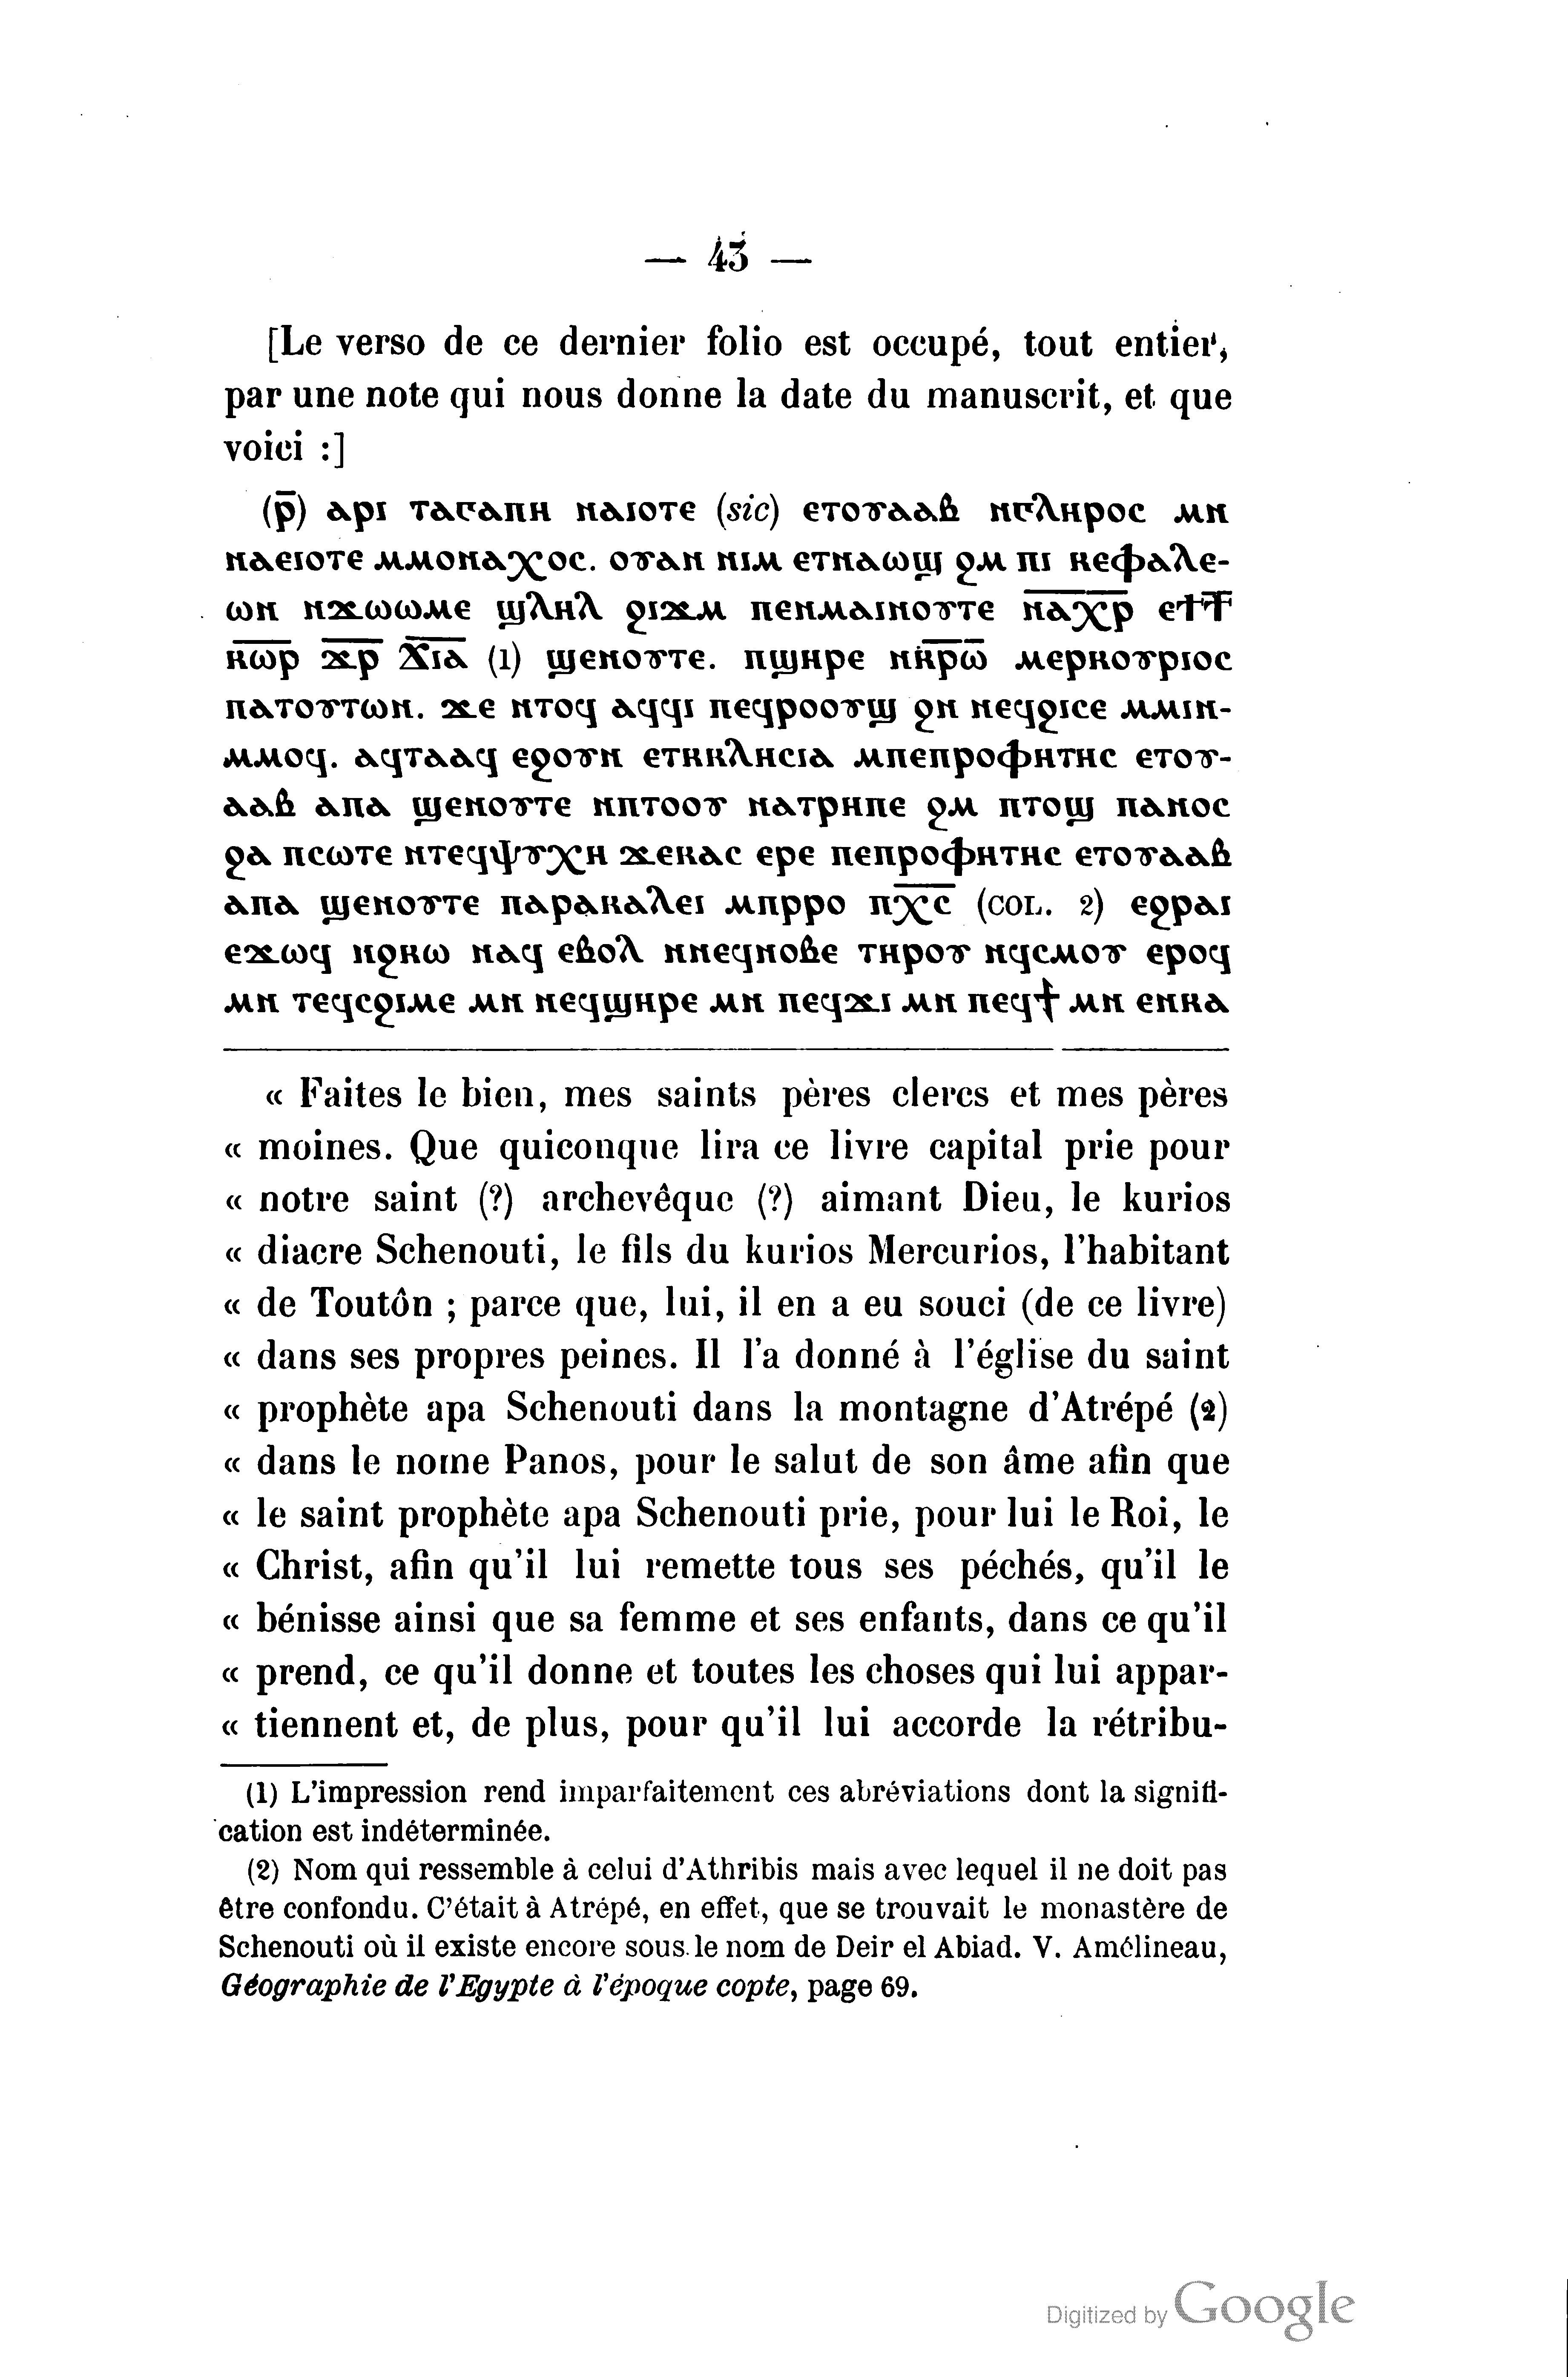 — 43 —
[Le verso de ce dernier folio est occupé, tout entier,
par une note qui nous donne la date du manuscrit, et que
voici :]
(ⲣ̄) ⲁⲣⲓ ⲧⲁⲅⲁⲡⲏ ⲛⲁⲓⲟⲧⲉ (sic) ⲉⲧⲟⲩⲁⲁⲃ ⲛⲅⲗⲏⲣⲟⲥ ⲙⲛ
ⲛⲁⲉⲓⲟⲧⲉ ⲙⲙⲟⲛⲁⲭⲟⲥ. ⲟⲩⲁⲛ ⲛⲓⲙ ⲉⲧⲛⲁⲱϣ ϩⲙ ⲡⲓ ⲕⲉⲫⲁⲗⲉ-
ⲱⲛ ⲛϫⲱⲱⲙⲉ ϣⲗⲏⲗ ϩⲓϫⲙ ⲡⲉⲛⲙⲁⲓⲛⲟⲩⲧⲉ ⲛ̅ⲁ̅ⲭ̅ⲣ̅
ⲕ̅ⲱ̅ⲣ̅ ϫ̅ⲣ̅ ⲭ̅ⲓ̅ⲁ̅ (1) ϣⲉⲛⲟⲩⲧⲉ. ⲡϣⲏⲣⲉ ⲛⲕⲣ̅ⲱ̅ ⲙⲉⲣⲕⲟⲩⲣⲓⲟⲥ
ⲡⲁⲧⲟⲩⲧⲱⲛ. ϫⲉ ⲛⲧⲟϥ ⲁϥϥⲓ ⲡⲉϥⲣⲟⲟⲩϣ ϩⲛ ⲛⲉϥϩⲓⲥⲉ ⲙⲙⲓⲛ-
ⲙⲙⲟϥ. ⲁϥⲧⲁⲁϥ ⲉϩⲟⲩⲛ ⲉⲧⲕⲕⲗⲏⲥⲓⲁ ⲙⲡⲉⲡⲣⲟⲫⲏⲧⲏⲥ ⲉⲧⲟⲩ-
ⲁⲁⲃ ⲁⲡⲁ ϣⲉⲛⲟⲩⲧⲉ ⲛⲡⲧⲟⲟⲩ ⲛⲁⲧⲣⲏⲡⲉ ϩⲙ ⲡⲧⲟϣ ⲡⲁⲛⲟⲥ
ϩⲁ ⲡⲥⲱⲧⲉ ⲛⲧⲉϥⲯⲩⲭⲏ ϫⲉⲕⲁⲥ ⲉⲣⲉ ⲡⲉⲡⲣⲟⲫⲏⲧⲏⲥ ⲉⲧⲟⲩⲁⲁⲃ
ⲁⲡⲁ ϣⲉⲛⲟⲩⲧⲉ ⲡⲁⲣⲁⲕⲁⲗⲉⲓ ⲙⲡⲣⲣⲟ ⲡⲭ̅ⲥ̅ (COL. 2) ⲉϩⲣⲁⲓ
ⲉϫⲱϥ ⲛϩⲕⲱ ⲛⲁϥ ⲉⲃⲟⲗ ⲛⲛⲉϥⲛⲟⲃⲉ ⲧⲏⲣⲟⲩ ⲛϥⲥⲙⲟⲩ ⲉⲣⲟϥ
ⲙⲛ ⲧⲉϥⲥϩⲓⲙⲉ ⲙⲛ ⲛⲉϥϣⲏⲣⲉ ⲙⲛ ⲡⲉϥϫⲓ ⲙⲛ ⲡⲉϥϯ ⲙⲛ ⲉⲛⲕⲁ
« Faites le bien, mes saints pères clercs et mes pères
« moines. Que quiconque lira ce livre capital prie pour
« notre saint (?) archevêque (?) aimant Dieu, le kurios
« diacre Schenouti, le fils du kurios Mercurios, l'habitant
« de Toutôn ; parce que, lui, il en a eu souci (de ce livre)
« dans ses propres peines. Il l'a donné à l'église du saint
« prophète apa Schenouti dans la montagne d'Atrépé (2)
« dans le nome Panos, pour le salut de son âme afin que
« le saint prophète apa Schenouti prie, pour lui le Roi, le
« Christ, afin qu'il lui remette tous ses péchés, qu'il le
« bénisse ainsi que sa femme et ses enfants, dans ce qu'il
« prend, ce qu'il donne et toutes les choses qui lui appar-
« tiennent et, de plus, pour qu'il lui accorde la rétribu-
(1) L'impression rend imparfaitement ces abréviations dont la signifi-
cation est indéterminée.
(2) Nom qui ressemble à celui d'Athribis mais avec lequel il ne doit pas
être confondu. C'était à Atrépé, en effet, que se trouvait le monastère de
Schenouti où il existe encore sous le nom de Deir el Abiad. V. Amélineau,
Géographie de l'Egypte à l'époque copte, page 69.
Digitized by Google